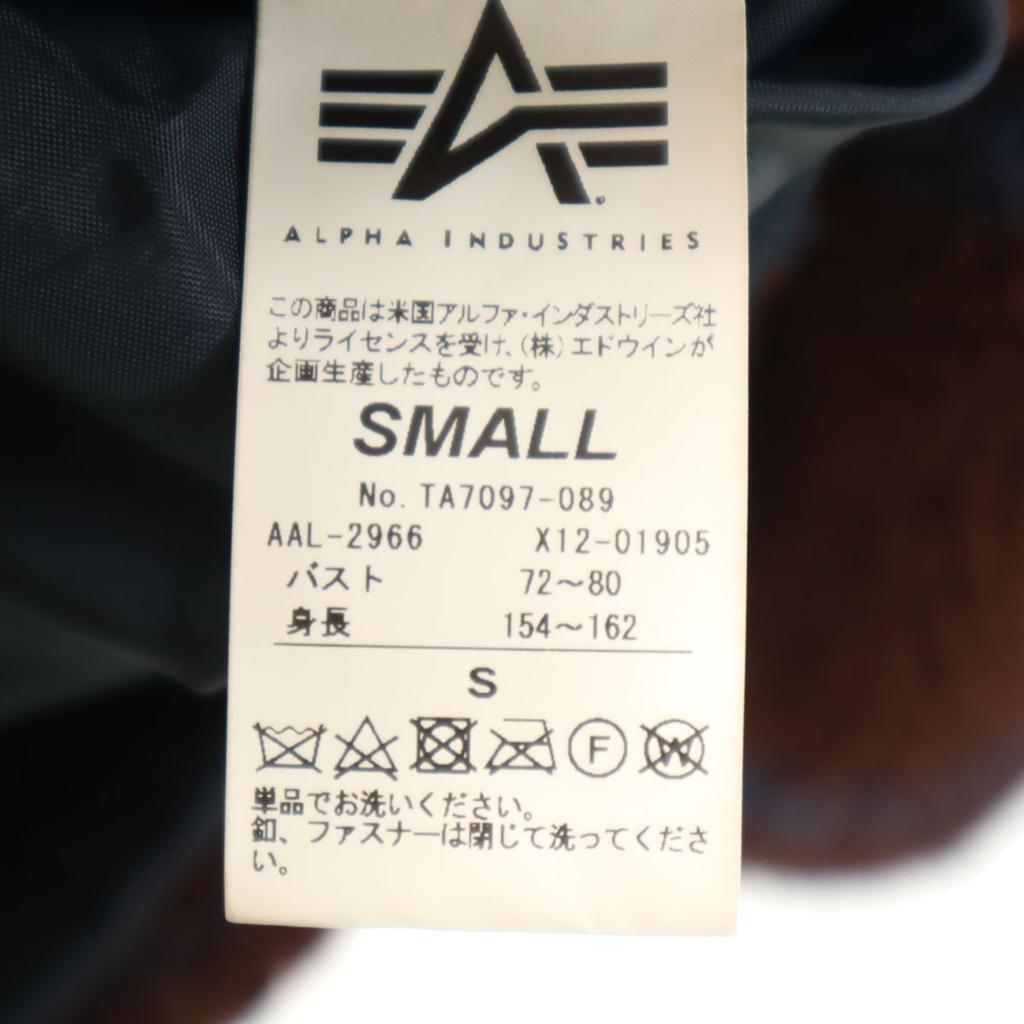 ALPHA INDUSTRIES
この商品は米国アルファ・インダストリーズ社
よりライセンスを受け、(株)エドウインが
企画生産したものです。
SMALL
No. TA7097-089
AAL-2966 X12-01905
バスト 72～80
身長 154～162
S
F W
単品でお洗いください。
釦、ファスナーは閉じて洗ってくださ
い。